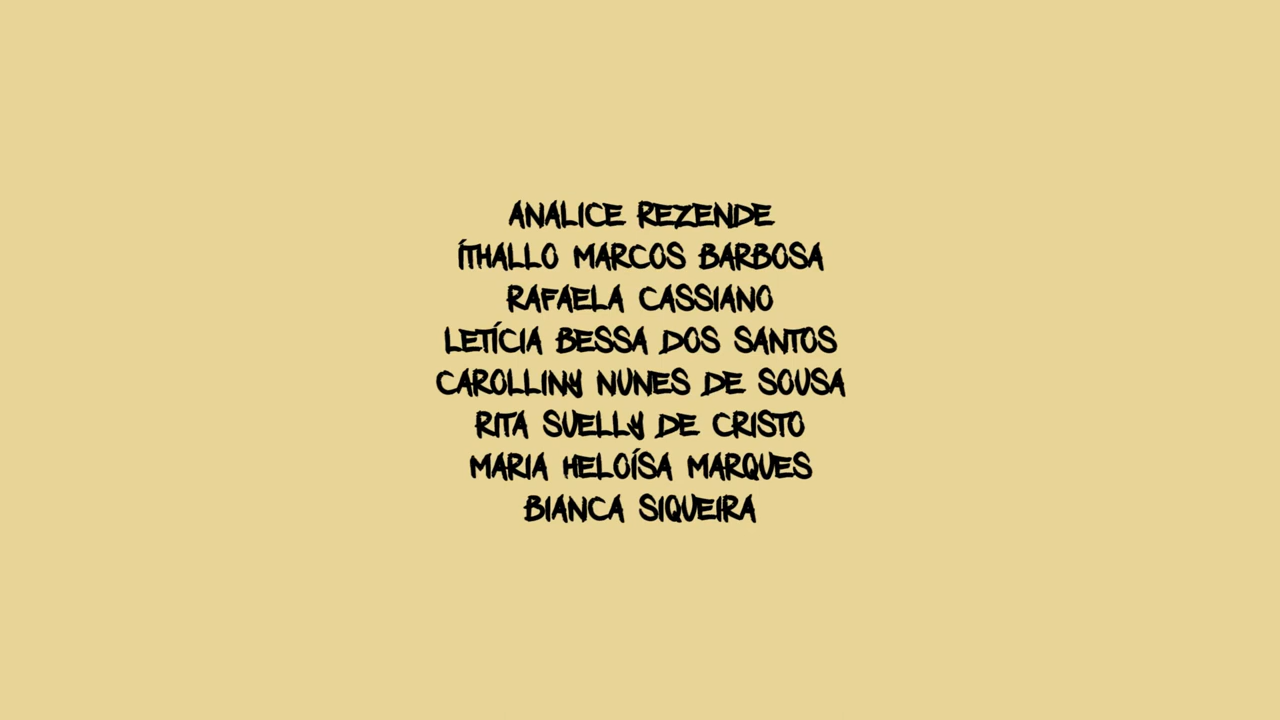 ANALICE REZENDE
ÍTHALLO MARCOS BARBOSA
RAFAELA CASSIANO
LETÍCIA BESSA DOS SANTOS
CAROLLINY NUNES DE SOUSA
RITA SUELLY DE CRISTO
MARIA HELOÍSA MARQUES
BIANCA SIQUEIRA